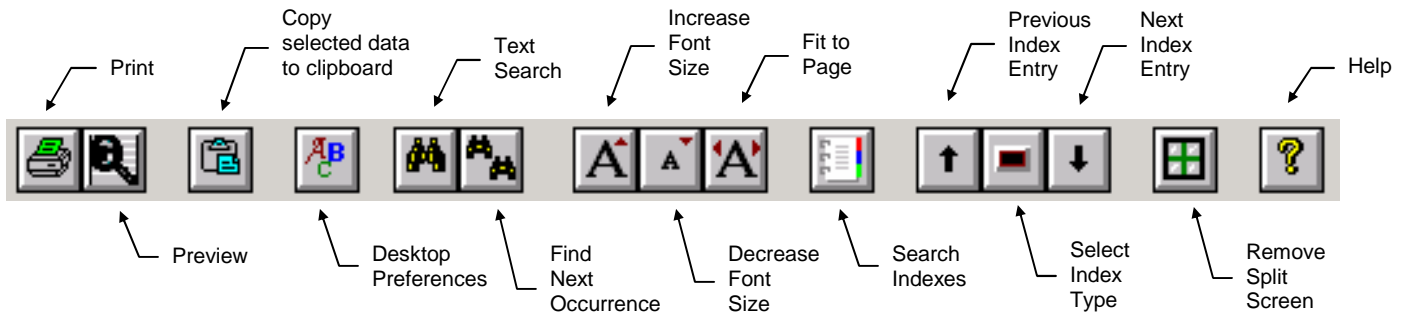 Print
Copy
selected data
to clipboard
Text
Search
Increase
Font
Size
Fit to
Page
Previous
Index
Entry
Next
Index
Entry
Help
A B
C
A
A
A
?
Preview
Desktop
Preferences
Find
Next
Occurrence
Decrease
Font
Size
Search
Indexes
Select
Index
Type
Remove
Split
Screen